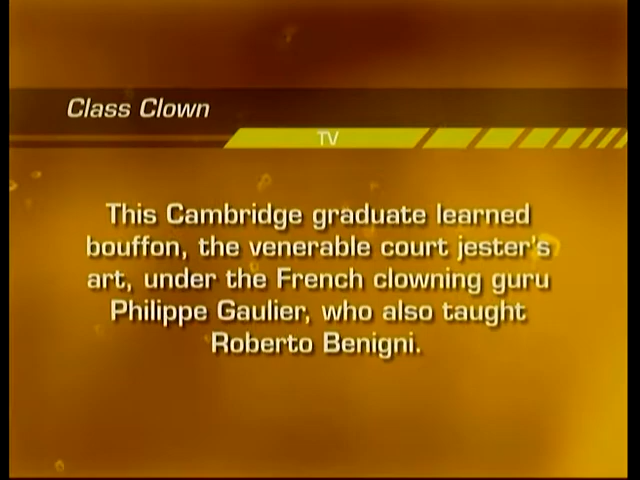 Class Clown
TV
This Cambridge graduate learned
bouffon, the venerable court jester's
art, under the French clowning guru
Philippe Gaulier, who also taught
Roberto Benigni.